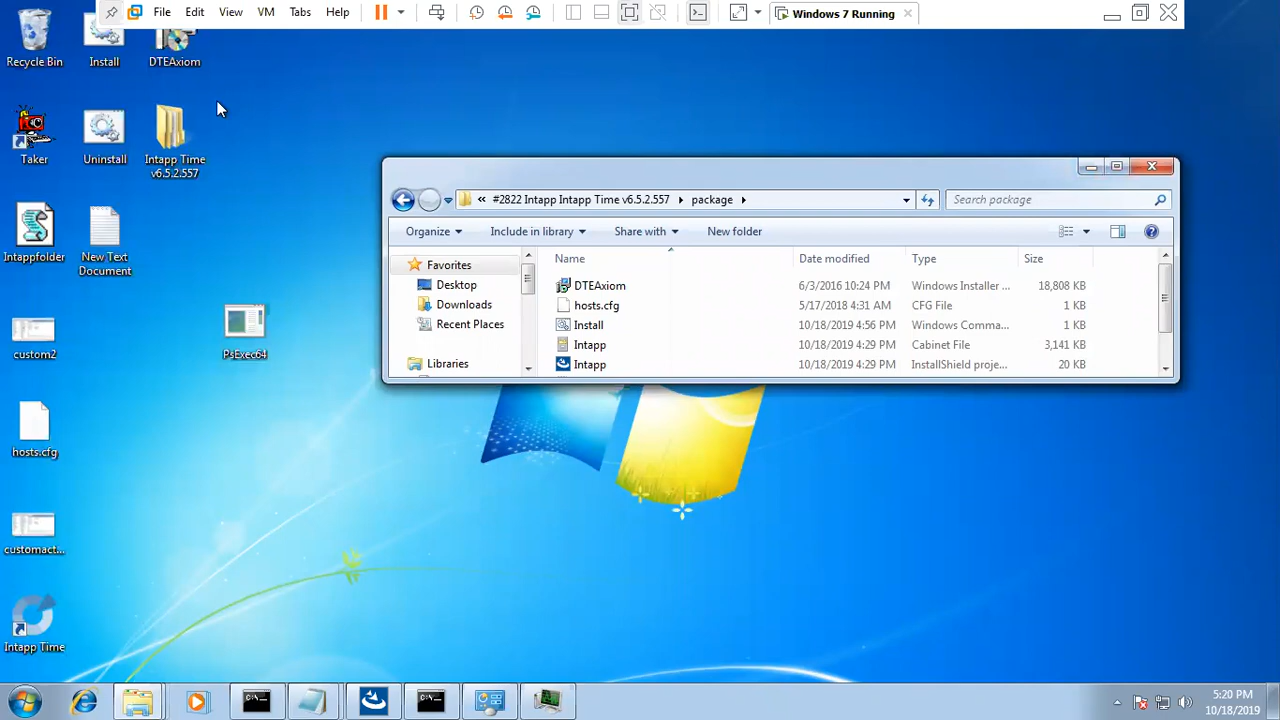 File Edit View VM Tabs Help
Windows 7 Running
Recycle Bin
Install
DTEAxiom
Taker
Uninstall
Intapp Time
v6.5.2.557
Intappfolder
New Text
Document
custom2
PsExec64
hosts.cfg
customact...
Intapp Time
« #2822 Intapp Intapp Time v6.5.2.557 package
Search package
Organize Include in library Share with New folder
Favorites
Desktop
Downloads
Recent Places
Libraries
Name Date modified Type Size
DTEAxiom 6/3/2016 10:24 PM Windows Installer ... 18,808 KB
hosts.cfg 5/17/2018 4:31 AM CFG File 1 KB
Install 10/18/2019 4:56 PM Windows Comma... 1 KB
Intapp 10/18/2019 4:29 PM Cabinet File 3,141 KB
Intapp 10/18/2019 4:29 PM InstallShield proje... 20 KB
5:20 PM
10/18/2019